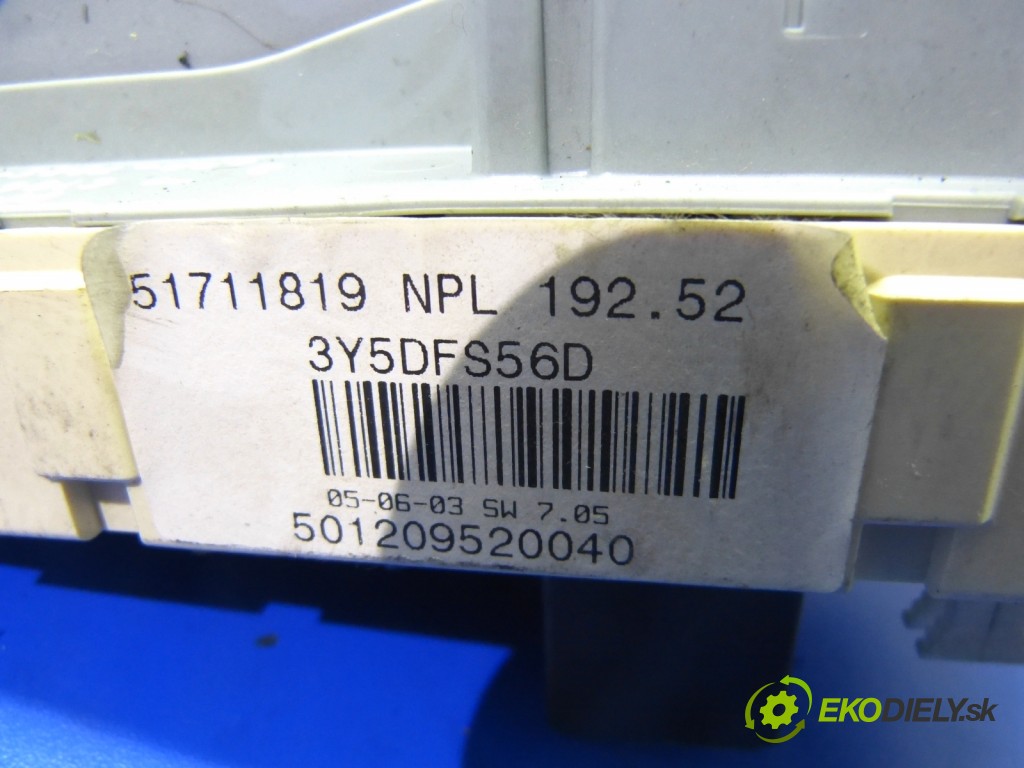 51711819 NPL 192.52
3Y5DFS56D
05-06-03 SW 7.05
501209520040
EKODIELY.sk